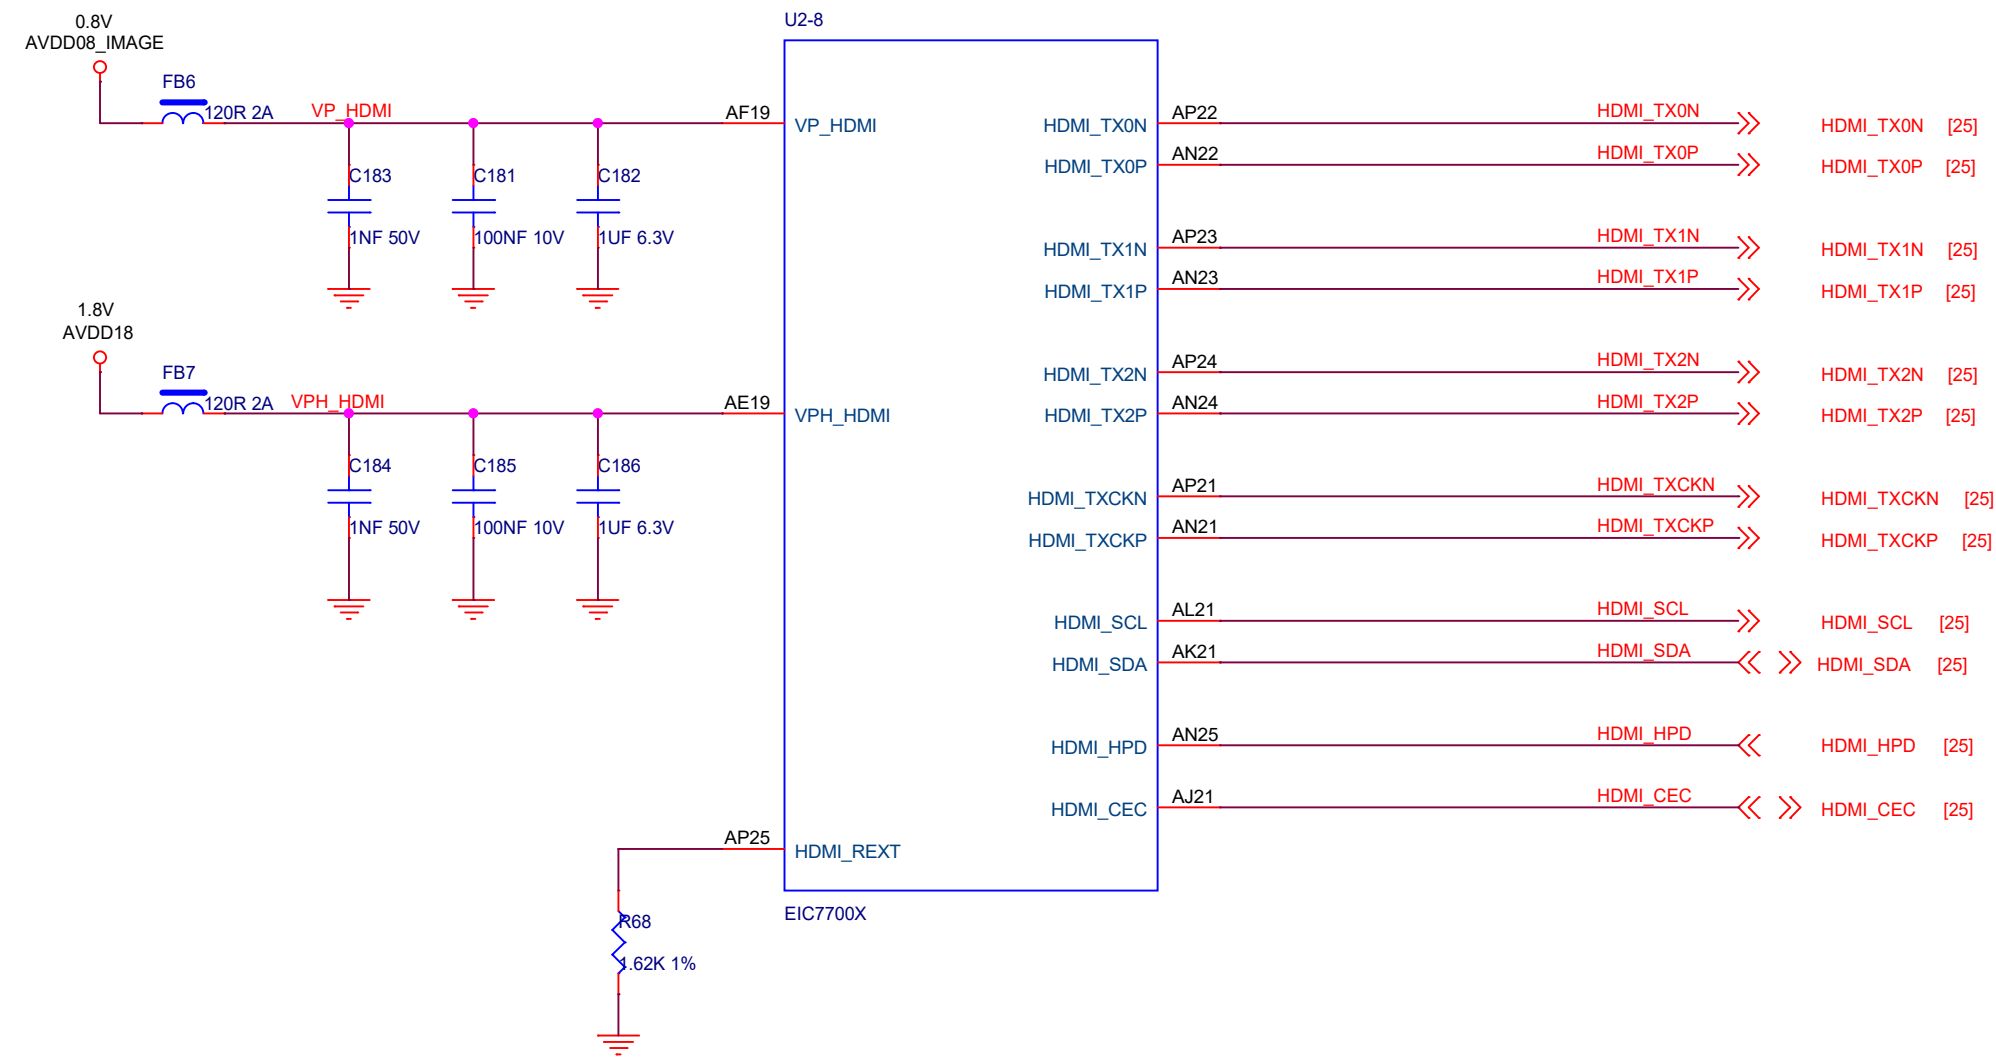 U2-8
0.8V
AVDD08_IMAGE
FB6
120R 2A
VP_HDMI
AF19
VP_HDMI
C183
1NF 50V
C181
100NF 10V
C182
1UF 6.3V
1.8V
AVDD18
FB7
120R 2A
VPH_HDMI
AE19
VPH_HDMI
C184
1NF 50V
C185
100NF 10V
C186
1UF 6.3V
AP25
HDMI_REXT
R68
1.62K 1%
EIC7700X
HDMI_TX0N AP22 HDMI_TX0N HDMI_TX0N [25]
HDMI_TX0P AN22 HDMI_TX0P HDMI_TX0P [25]
HDMI_TX1N AP23 HDMI_TX1N HDMI_TX1N [25]
HDMI_TX1P AN23 HDMI_TX1P HDMI_TX1P [25]
HDMI_TX2N AP24 HDMI_TX2N HDMI_TX2N [25]
HDMI_TX2P AN24 HDMI_TX2P HDMI_TX2P [25]
HDMI_TXCKN AP21 HDMI_TXCKN HDMI_TXCKN [25]
HDMI_TXCKP AN21 HDMI_TXCKP HDMI_TXCKP [25]
HDMI_SCL AL21 HDMI_SCL HDMI_SCL [25]
HDMI_SDA AK21 HDMI_SDA HDMI_SDA [25]
HDMI_HPD AN25 HDMI_HPD HDMI_HPD [25]
HDMI_CEC AJ21 HDMI_CEC HDMI_CEC [25]